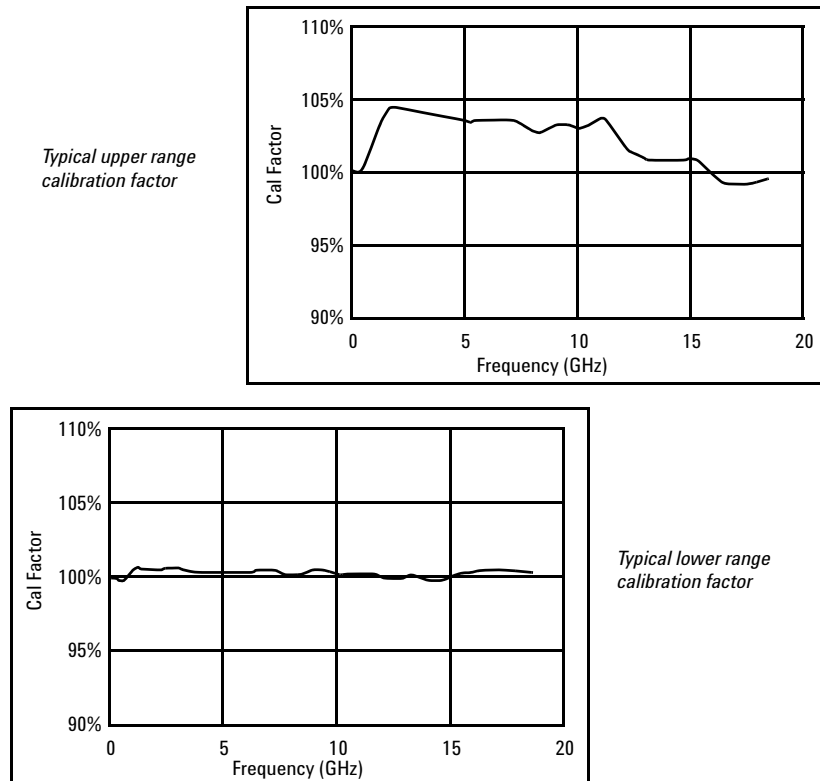 110%
105%
100%
95%
90%
Cal Factor
0 5 10 15 20
Frequency (GHz)
Typical upper range
calibration factor
110%
105%
100%
95%
90%
Cal Factor
0 5 10 15 20
Frequency (GHz)
Typical lower range
calibration factor